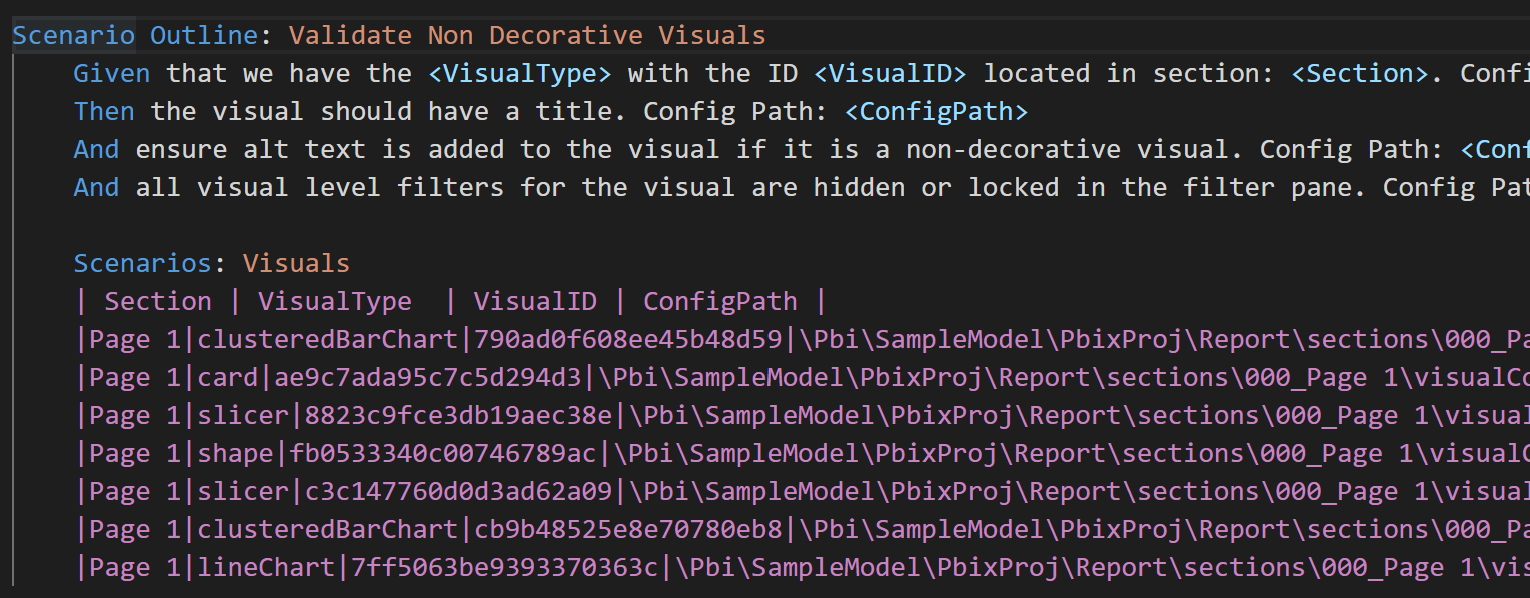 Scenario Outline: Validate Non Decorative Visuals
Given that we have the <VisualType> with the ID <VisualID> located in section: <Section>. Confi
Then the visual should have a title. Config Path: <ConfigPath>
And ensure alt text is added to the visual if it is a non-decorative visual. Config Path: <Conf
And all visual level filters for the visual are hidden or locked in the filter pane. Config Pat
Scenarios: Visuals
| Section | VisualType  | VisualID | ConfigPath |
|Page 1|clusteredBarChart|790ad0f608ee45b48d59|\Pbi\SampleModel\PbixProj\Report\sections\000_Pa
|Page 1|card|ae9c7ada95c7c5d294d3|\Pbi\SampleModel\PbixProj\Report\sections\000_Page 1\visualCo
|Page 1|slicer|8823c9fce3db19aec38e|\Pbi\SampleModel\PbixProj\Report\sections\000_Page 1\visual
|Page 1|shape|fb0533340c00746789ac|\Pbi\SampleModel\PbixProj\Report\sections\000_Page 1\visualC
|Page 1|slicer|c3c147760d0d3ad62a09|\Pbi\SampleModel\PbixProj\Report\sections\000_Page 1\visual
|Page 1|clusteredBarChart|cb9b48525e8e70780eb8|\Pbi\SampleModel\PbixProj\Report\sections\000_Pa
|Page 1|lineChart|7ff5063be9393370363c|\Pbi\SampleModel\PbixProj\Report\sections\000_Page 1\vis